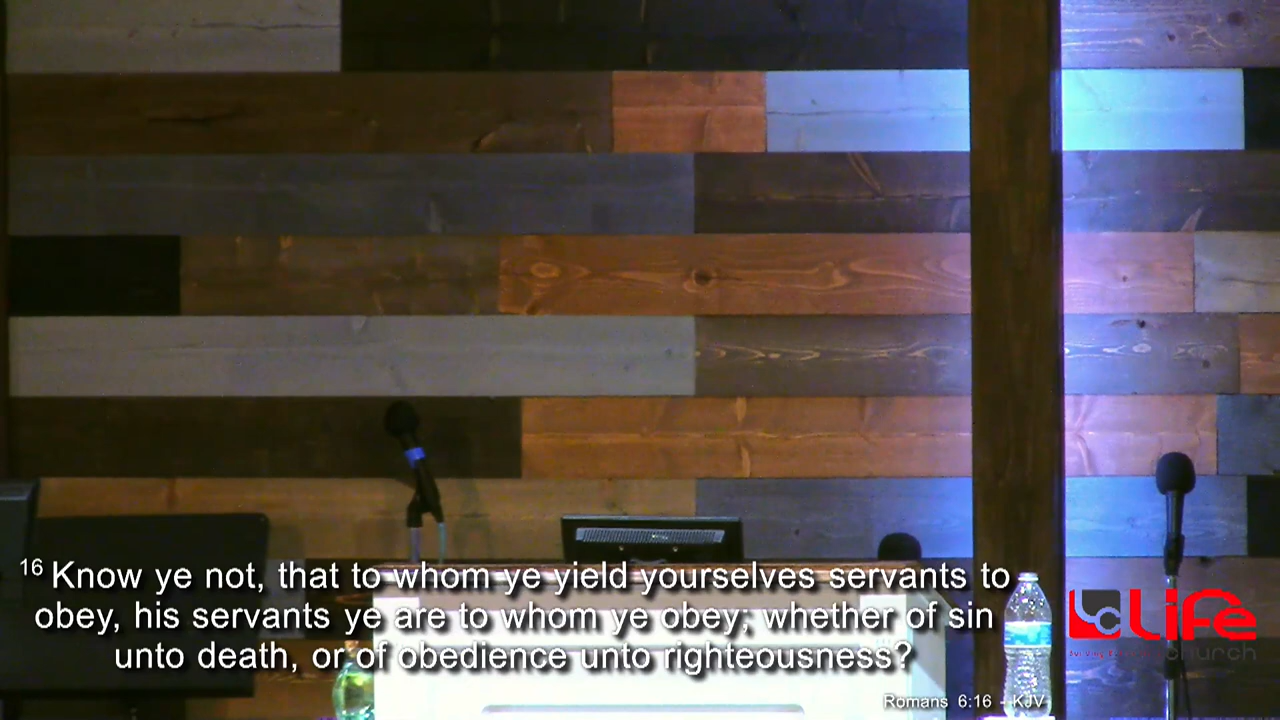 16 Know ye not, that to whom ye yield yourselves servants to
obey, his servants ye are to whom ye obey; whether of sin
unto death, or of obedience unto righteousness?
Romans 6:16 - KJV
Life
church